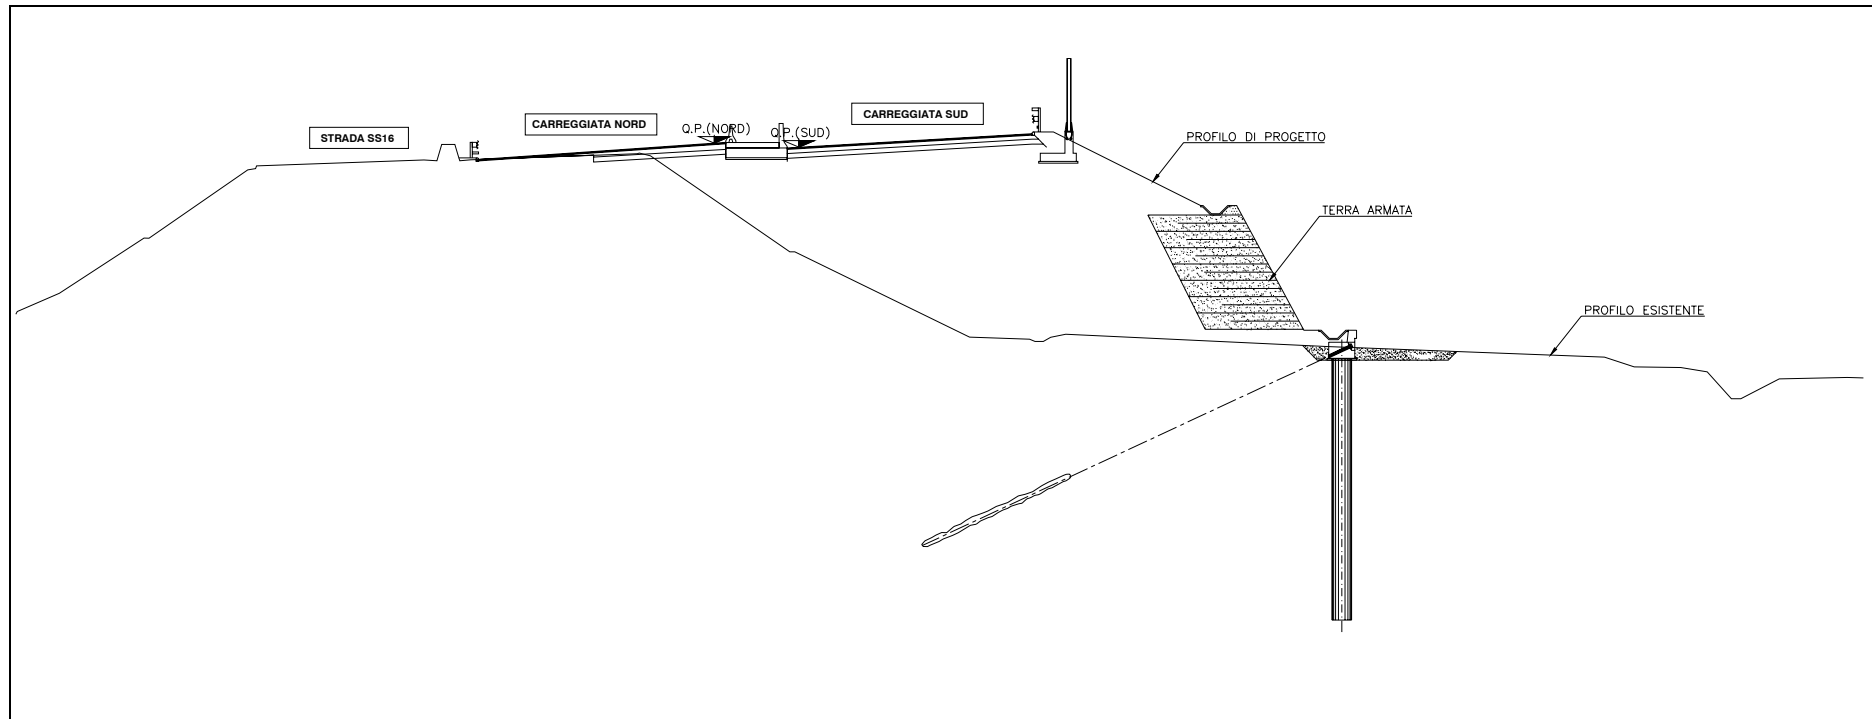 STRADA SS16
CARREGGIATA NORD
Q.P.(NORD)
Q.P.(SUD)
CARREGGIATA SUD
PROFILO DI PROGETTO
TERRA ARMATA
PROFILO ESISTENTE